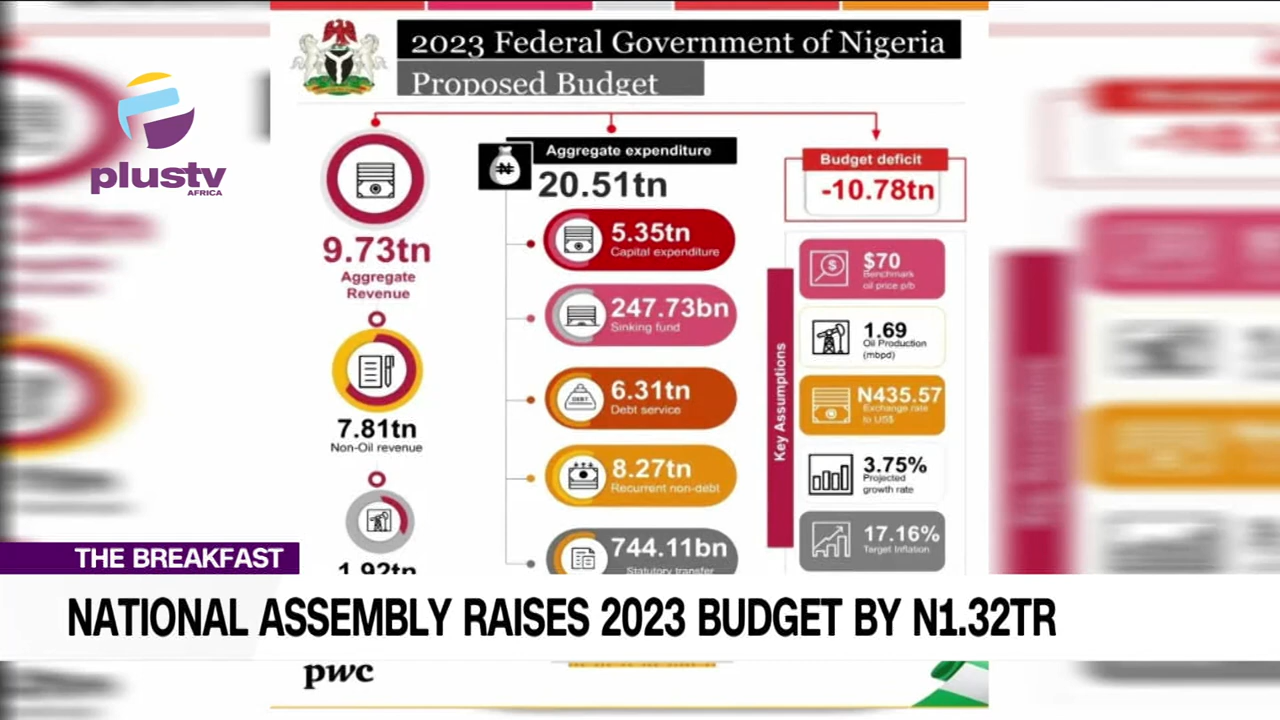 2023 Federal Government of Nigeria
Proposed Budget
plustv
AFRICA
9.73tn
Aggregate
Revenue
7.81tn
Non-Oil revenue
1.92tn
Aggregate expenditure
20.51tn
5.35tn
Capital expenditure
247.73bn
Sinking fund
6.31tn
DEBT
Debt service
8.27tn
Recurrent non-debt
744.11bn
Statutory transfer
Budget deficit
-10.78tn
Key Assumptions
$70
Benchmark
oil price p/b
1.69
Oil Production
(mbpd)
N435.57
Exchange rate
to US$
3.75%
Projected
growth rate
17.16%
Target Inflation
THE BREAKFAST
NATIONAL ASSEMBLY RAISES 2023 BUDGET BY N1.32TR
pwc